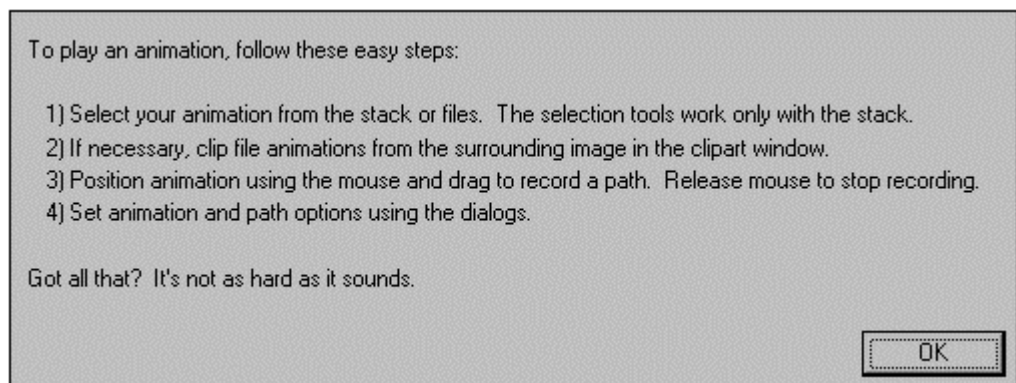 To play an animation, follow these easy steps:
1) Select your animation from the stack or files.  The selection tools work only with the stack.
2) If necessary, clip file animations from the surrounding image in the clipart window.
3) Position animation using the mouse and drag to record a path.  Release mouse to stop recording.
4) Set animation and path options using the dialogs.
Got all that?  It's not as hard as it sounds.
OK